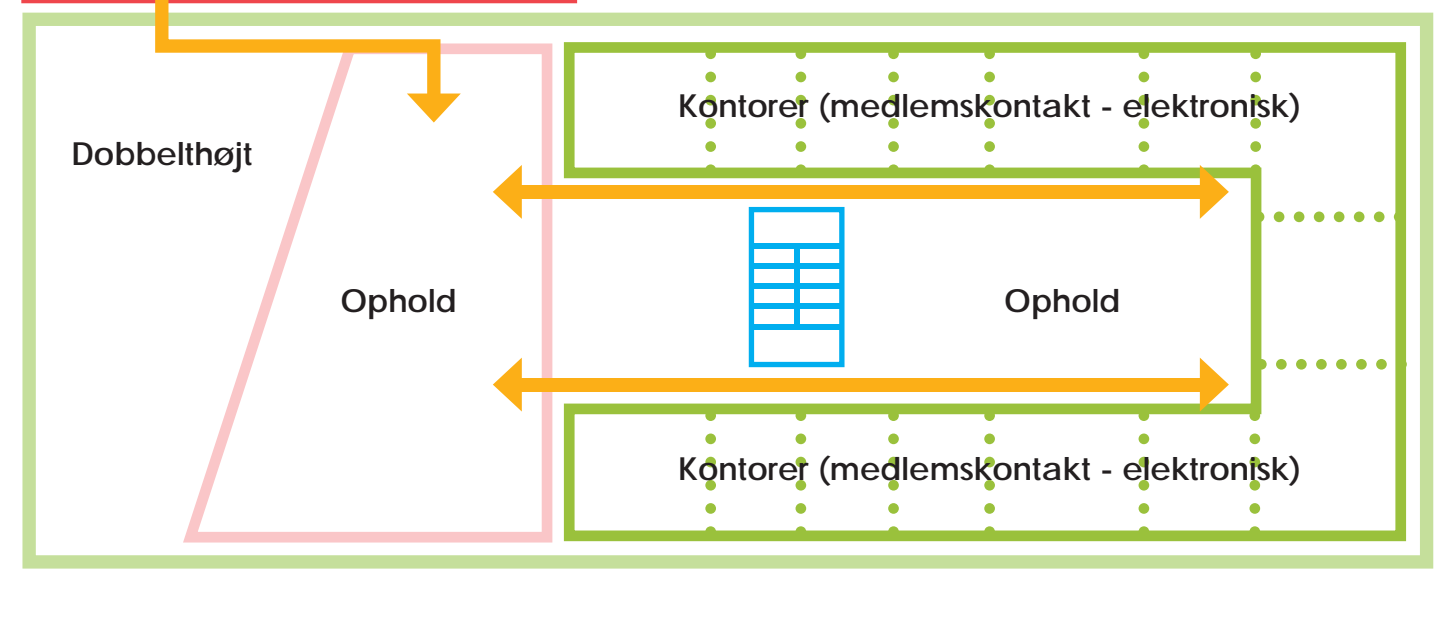 Kontorer (medlemskontakt - elektronisk)
Dobbelthøjt
Ophold
Ophold
Kontorer (medlemskontakt - elektronisk)